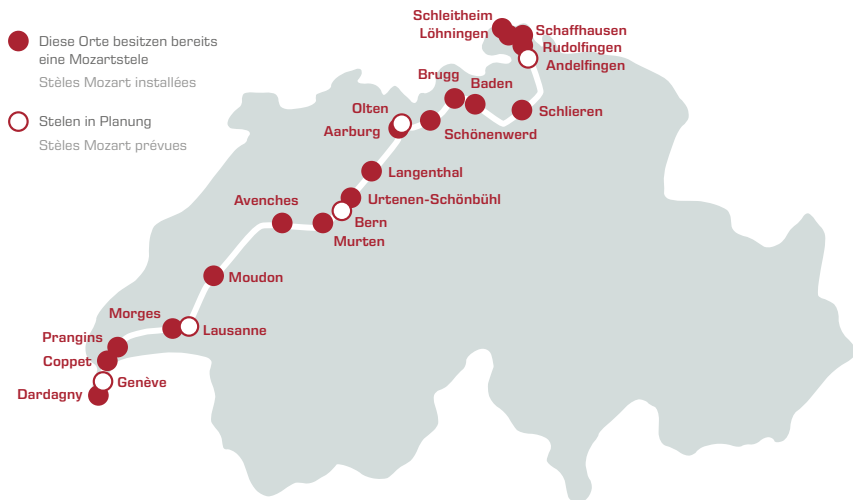 Diese Orte besitzen bereits
eine Mozartstele
Stèles Mozart installées
Stelen in Planung
Stèles Mozart prévues
Schleitheim
Löhningen
Schaffhausen
Rudolfingen
Andelfingen
Brugg
Baden
Olten
Aarburg
Schlieren
Schönenwerd
Langenthal
Avenches
Urtenen-Schönbühl
Bern
Murten
Moudon
Morges
Lausanne
Prangins
Coppet
Genève
Dardagny